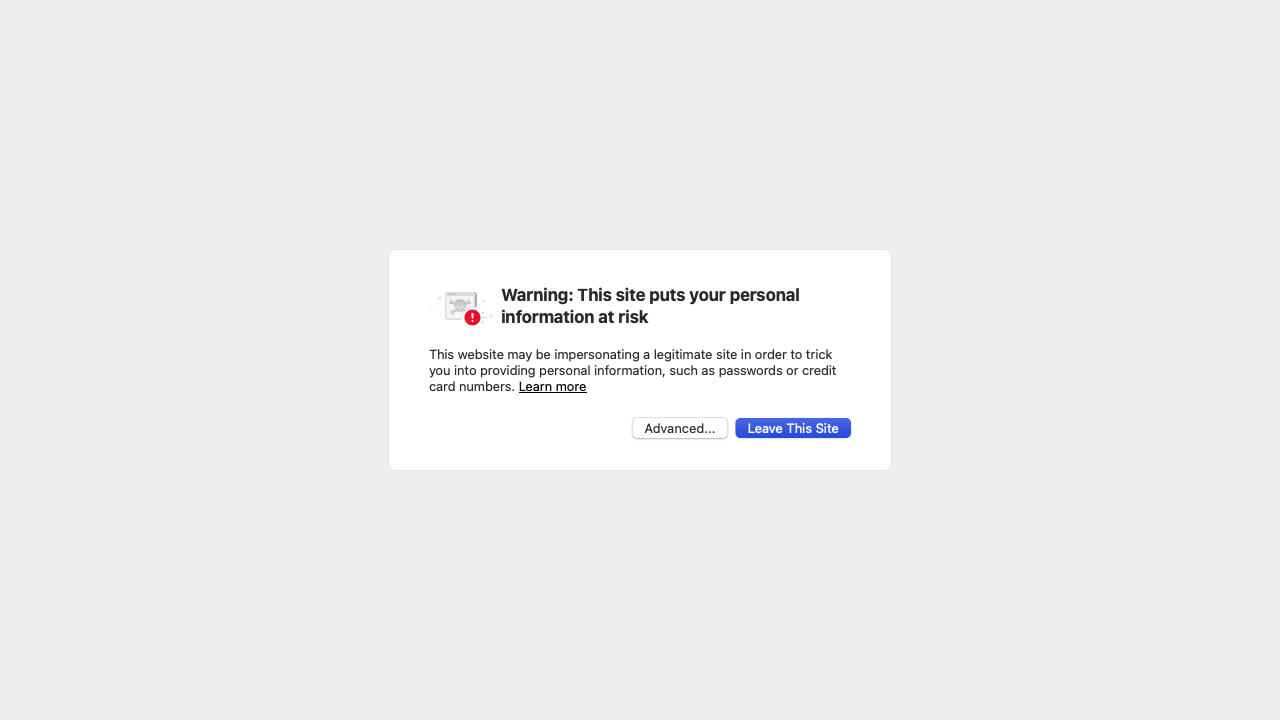 Warning: This site puts your personal
information at risk
This website may be impersonating a legitimate site in order to trick
you into providing personal information, such as passwords or credit
card numbers. Learn more
Advanced... Leave This Site